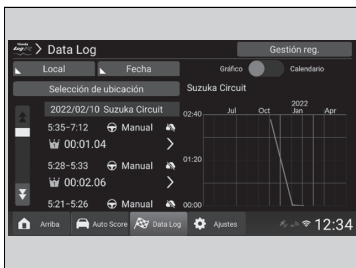 Honda
Log R Data Log
Gestión reg.
Local
Fecha
Gráfico
Calendario
Selección de ubicación
Suzuka Circuit
2022/02/10 Suzuka Circuit
5:35-7:12 Manual
00:01.04
5:28-5:33 Manual
00:02.06
5:21-5:26 Manual
2022
Jul Oct Jan Apr
02:40
01:20
00:00
Arriba
Auto Score
Data Log
Ajustes
12:34